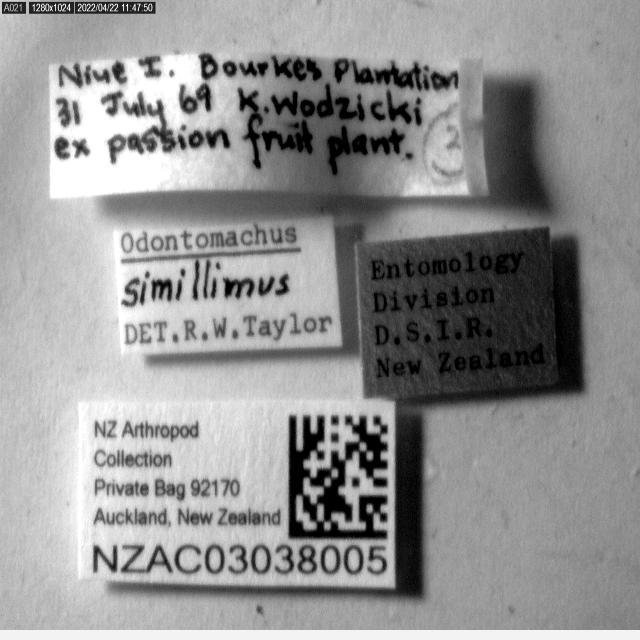 A021 1280x1024 2022/04/22 11:47:50
Niue I. Bourkes Plantation
31 July 69 K. Wodzicki
ex passion fruit plant.
2
Odontomachus
simillimus
DET.R.W.Taylor
Entomology
Division
D.S.I.R.
New Zealand
NZ Arthropod
Collection
Private Bag 92170
Auckland, New Zealand
NZAC03038005